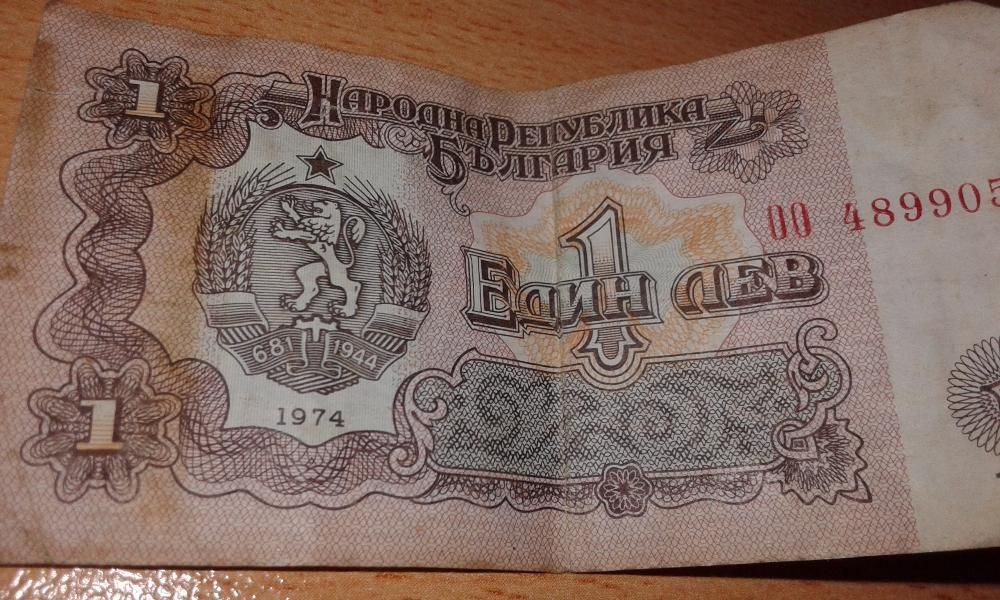 1
Народна Република
България
ОО 489905
1
Един лев
681 1944
1974
1